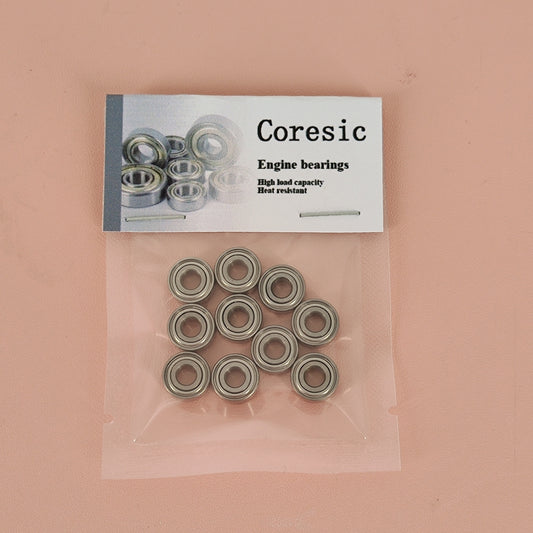 Coresic
Engine bearings
High load capacity
Heat resistant